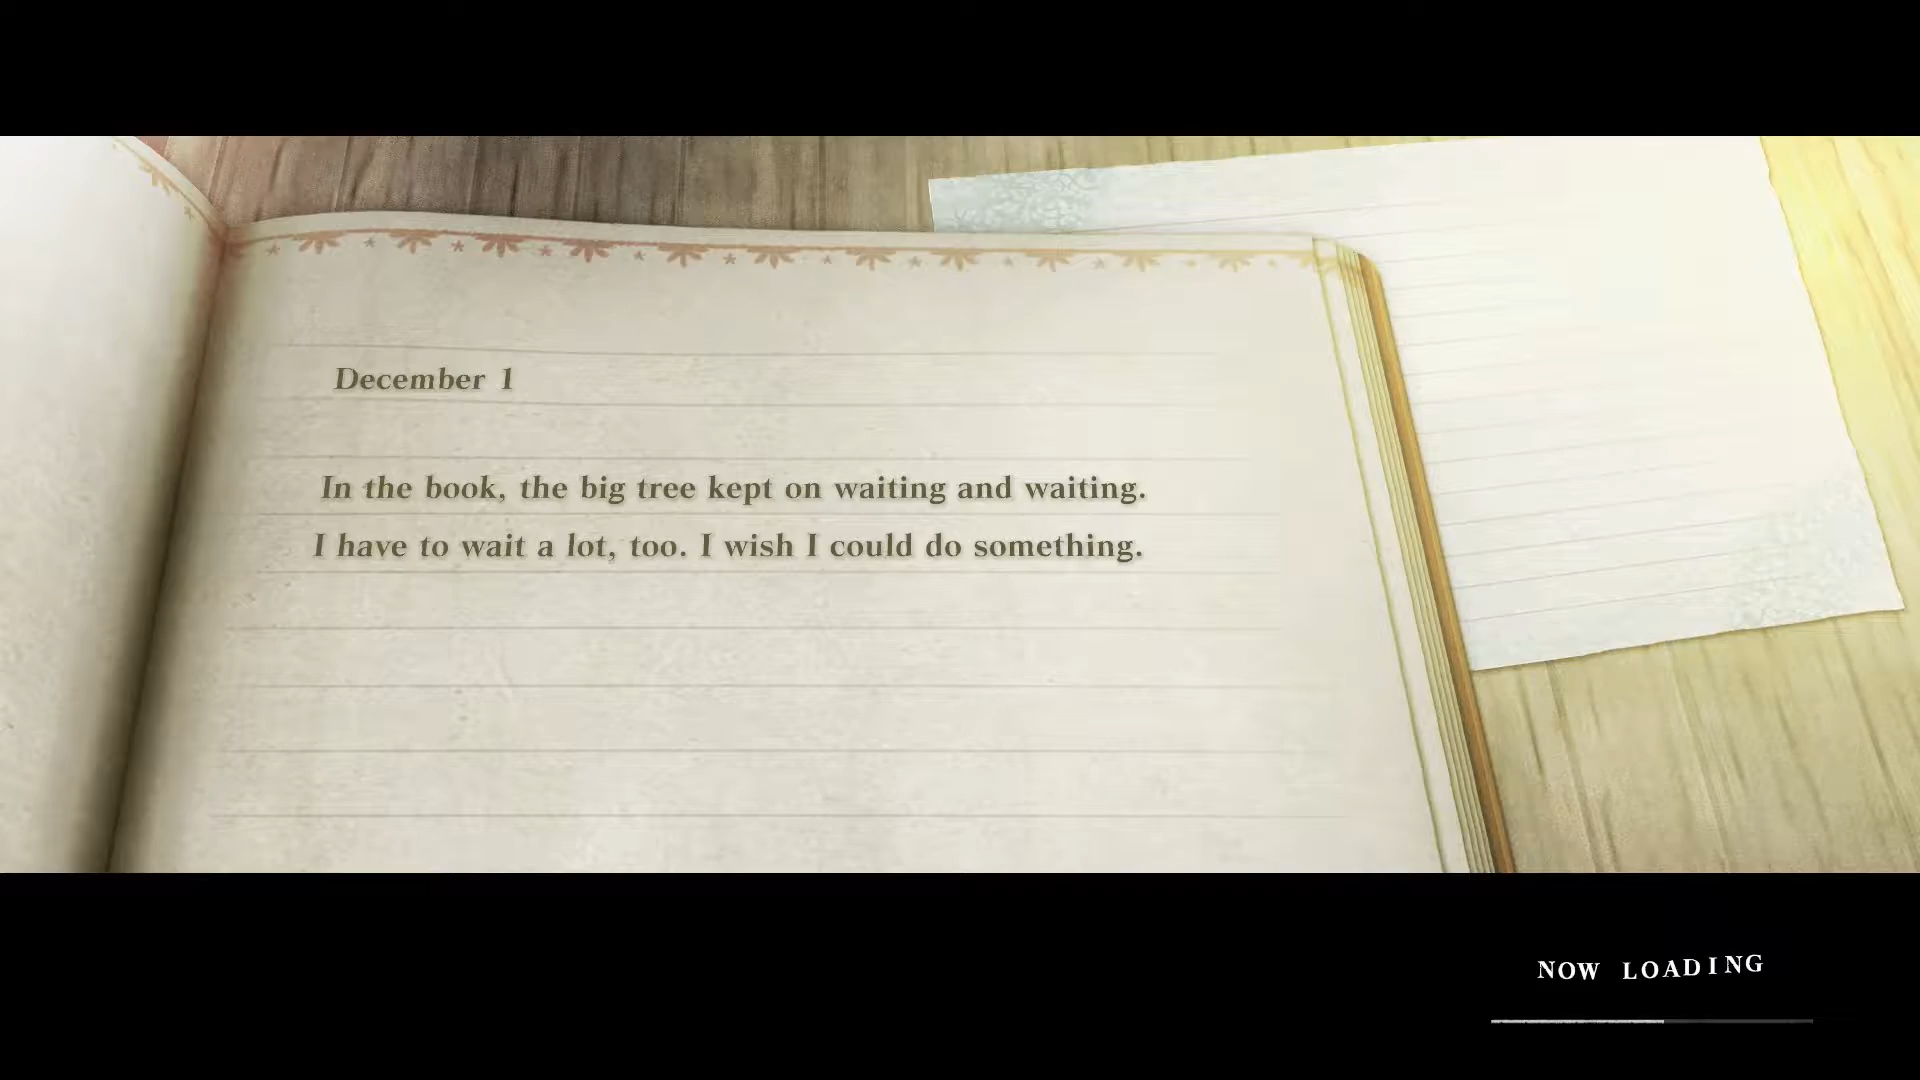 December 1
In the book, the big tree kept on waiting and waiting.
I have to wait a lot, too. I wish I could do something.
NOW LOADING